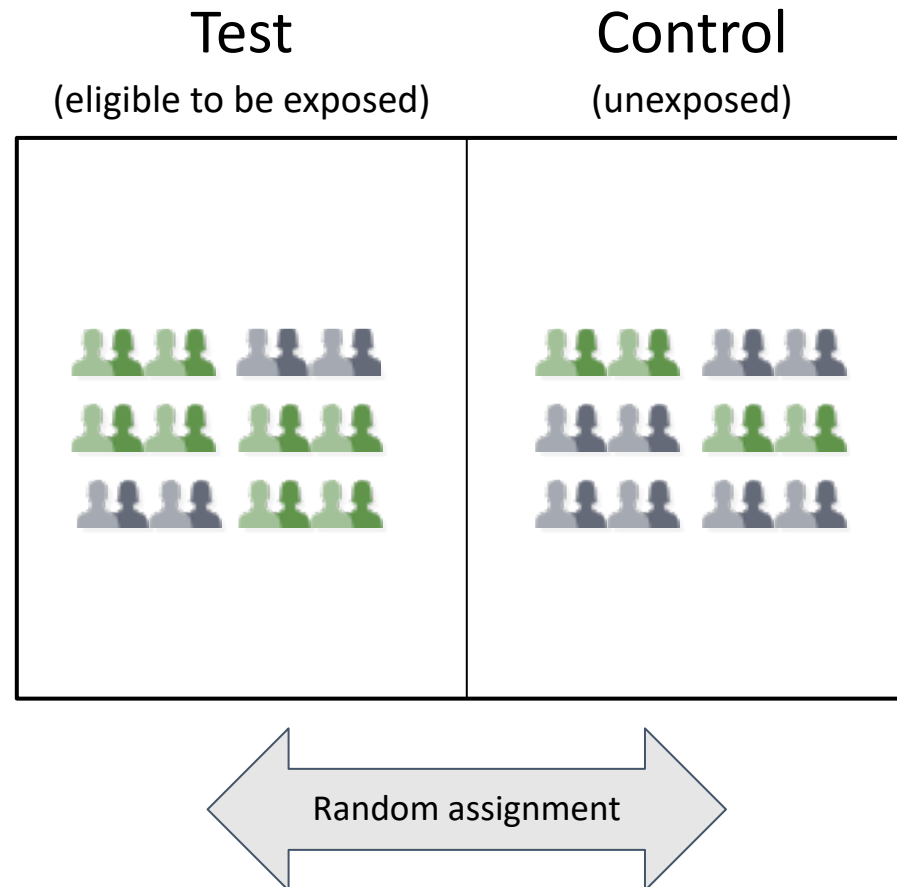 Test
Control
(eligible to be exposed)
(unexposed)
Random assignment